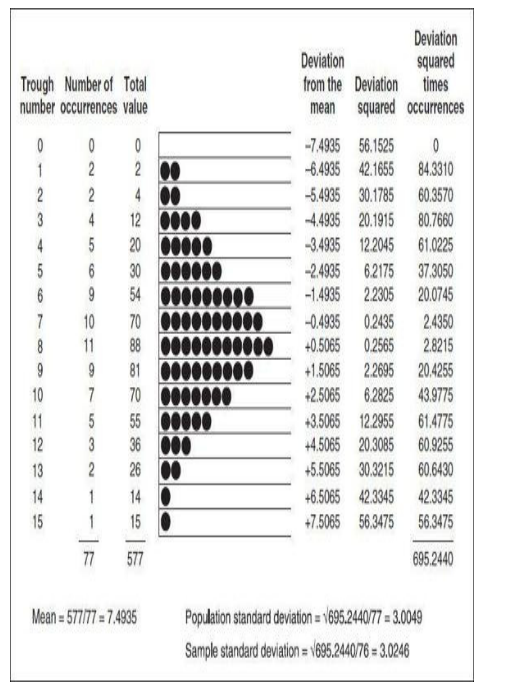 Trough number Number of occurrences Total value Deviation from the mean Deviation squared Deviation squared times occurrences
0 0 0 –7.4935 56.1525 0
1 2 2 –6.4935 42.1655 84.3310
2 2 4 –5.4935 30.1785 60.3570
3 4 12 –4.4935 20.1915 80.7660
4 5 20 –3.4935 12.2045 61.0225
5 6 30 –2.4935 6.2175 37.3050
6 9 54 –1.4935 2.2305 20.0745
7 10 70 –0.4935 0.2435 2.4350
8 11 88 +0.5065 0.2565 2.8215
9 9 81 +1.5065 2.2695 20.4255
10 7 70 +2.5065 6.2825 43.9775
11 5 55 +3.5065 12.2955 61.4775
12 3 36 +4.5065 20.3085 60.9255
13 2 26 +5.5065 30.3215 60.6430
14 1 14 +6.5065 42.3345 42.3345
15 1 15 +7.5065 56.3475 56.3475
77 577 695.2440
Mean = 577/77 = 7.4935
Population standard deviation = √695.2440/77 = 3.0049
Sample standard deviation = √695.2440/76 = 3.0246